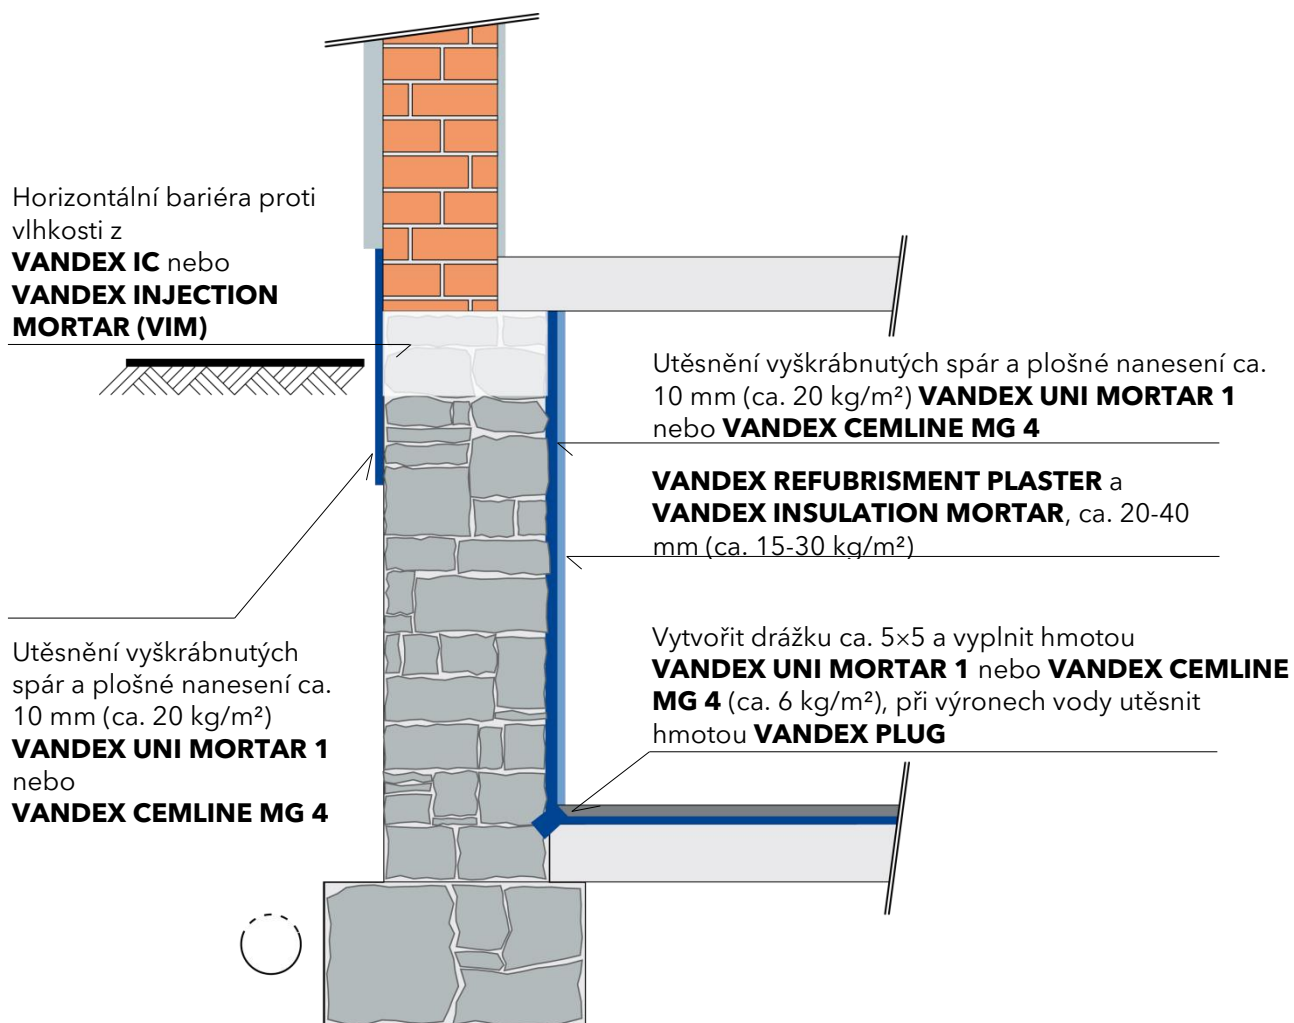 Horizontální bariéra proti
vlhkosti z
VANDEX IC nebo
VANDEX INJECTION
MORTAR (VIM)
Utěsnění vyškrábnutých spár a plošné nanesení ca.
10 mm (ca. 20 kg/m²) VANDEX UNI MORTAR 1
nebo VANDEX CEMLINE MG 4
VANDEX REFUBRISMENT PLASTER a
VANDEX INSULATION MORTAR, ca. 20-40
mm (ca. 15-30 kg/m²)
Utěsnění vyškrábnutých
spár a plošné nanesení ca.
10 mm (ca. 20 kg/m²)
VANDEX UNI MORTAR 1
nebo
VANDEX CEMLINE MG 4
Vytvořit drážku ca. 5×5 a vyplnit hmotou
VANDEX UNI MORTAR 1 nebo VANDEX CEMLINE
MG 4 (ca. 6 kg/m²), při výronech vody utěsnit
hmotou VANDEX PLUG